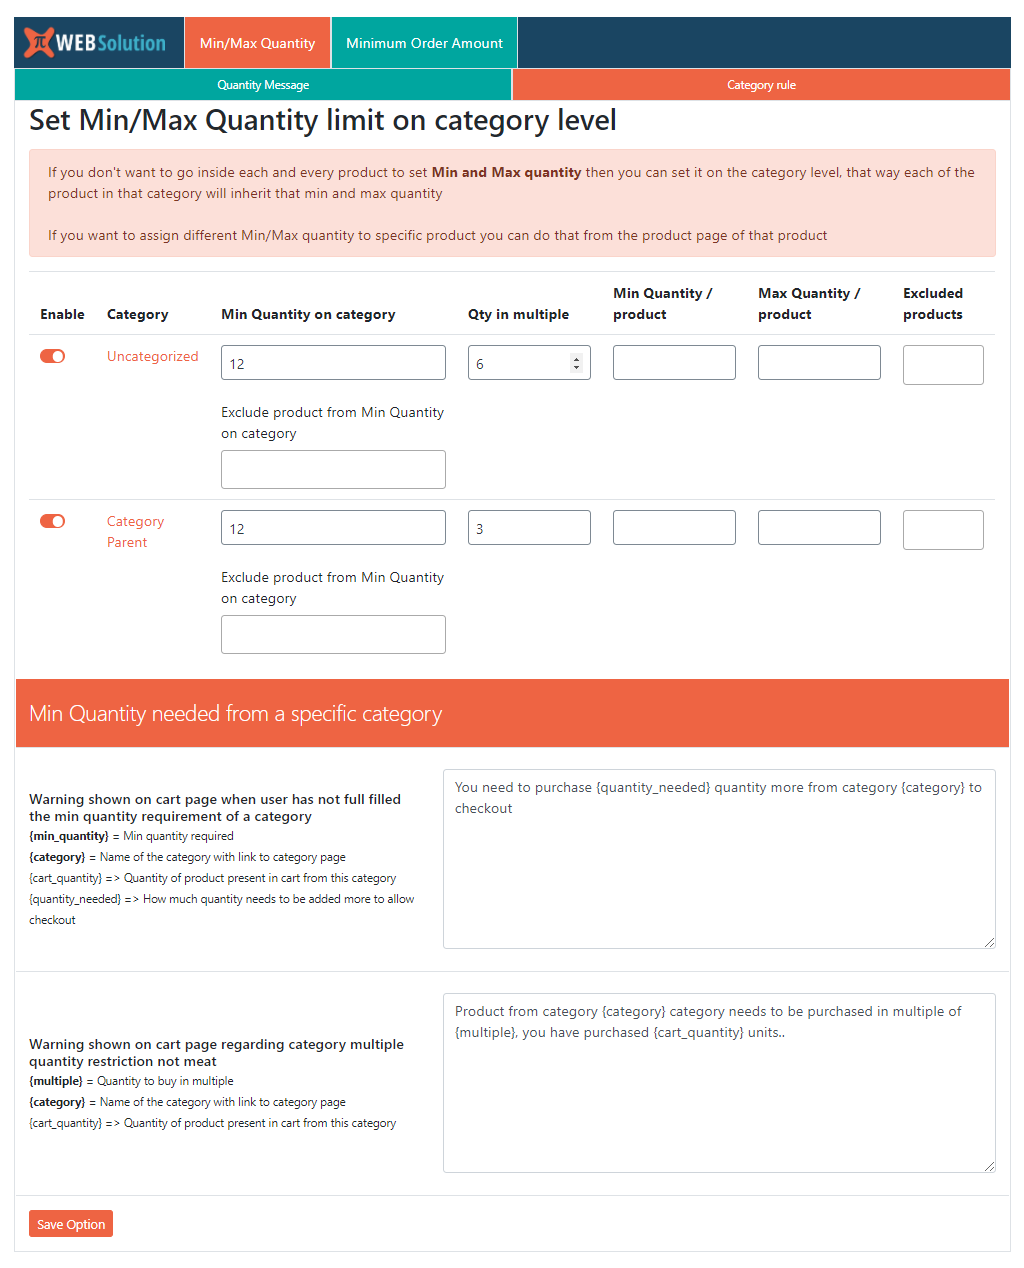 π WEBSolution
Min/Max Quantity
Minimum Order Amount
Quantity Message
Category rule
Set Min/Max Quantity limit on category level
If you don't want to go inside each and every product to set Min and Max quantity then you can set it on the category level, that way each of the
product in that category will inherit that min and max quantity
If you want to assign different Min/Max quantity to specific product you can do that from the product page of that product
Enable
Category
Min Quantity on category
Qty in multiple
Min Quantity /
product
Max Quantity /
product
Excluded
products
Uncategorized
12
6
Exclude product from Min Quantity
on category
Category
Parent
12
3
Exclude product from Min Quantity
on category
Min Quantity needed from a specific category
Warning shown on cart page when user has not full filled
the min quantity requirement of a category
{min_quantity} = Min quantity required
{category} = Name of the category with link to category page
{cart_quantity} => Quantity of product present in cart from this category
{quantity_needed} => How much quantity needs to be added more to allow
checkout
You need to purchase {quantity_needed} quantity more from category {category} to
checkout
Warning shown on cart page regarding category multiple
quantity restriction not meat
{multiple} = Quantity to buy in multiple
{category} = Name of the category with link to category page
{cart_quantity} => Quantity of product present in cart from this category
Product from category {category} category needs to be purchased in multiple of
{multiple}, you have purchased {cart_quantity} units..
Save Option